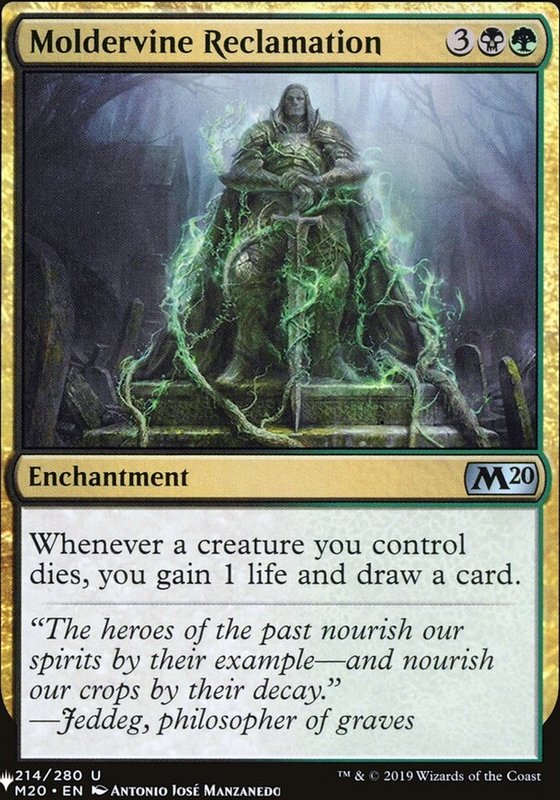 Moldervine Reclamation 3
Enchantment M20
Whenever a creature you control
dies, you gain 1 life and draw a card.
“The heroes of the past nourish our
spirits by their example—and nourish
our crops by their decay.”
—Jeddeg, philosopher of graves
214/280 U
M20 • EN Antonio José Manzanedo
™ & © 2019 Wizards of the Coast